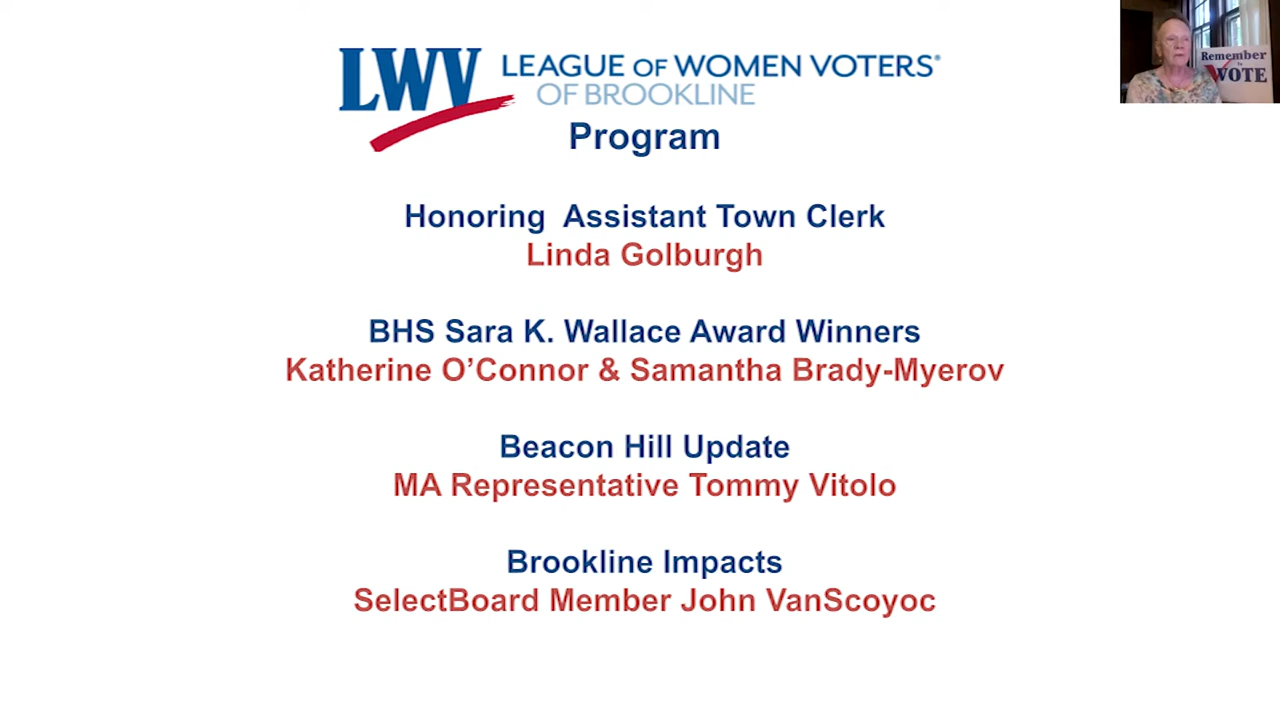 LWV LEAGUE OF WOMEN VOTERS®
OF BROOKLINE
Program
Honoring Assistant Town Clerk
Linda Golburgh
BHS Sara K. Wallace Award Winners
Katherine O’Connor & Samantha Brady-Myerov
Beacon Hill Update
MA Representative Tommy Vitolo
Brookline Impacts
SelectBoard Member John VanScoyoc
Remember
to
VOTE